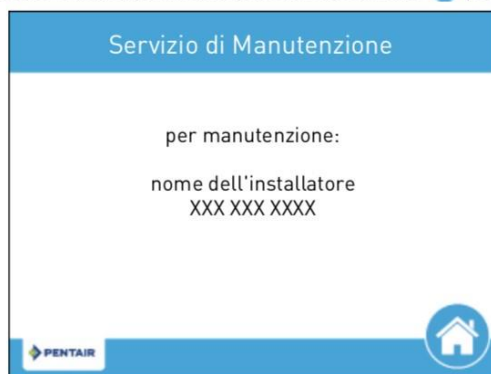 Servizio di Manutenzione
per manutenzione:
nome dell'installatore
XXX XXX XXXX
PENTAIR